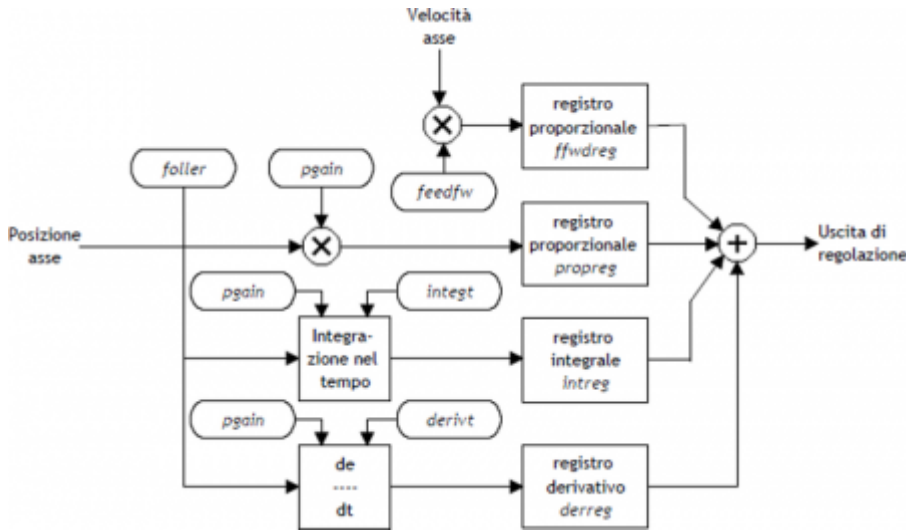 Velocità
asse
registro
proporzionale
ffwdreg
foller
pgain
feedfw
Posizione
asse
registro
proporzionale
propreg
Uscita di
regolazione
pgain
integt
Integra-
zione nel
tempo
registro
integrale
intreg
pgain
derivt
de
----
dt
registro
derivativo
derreg